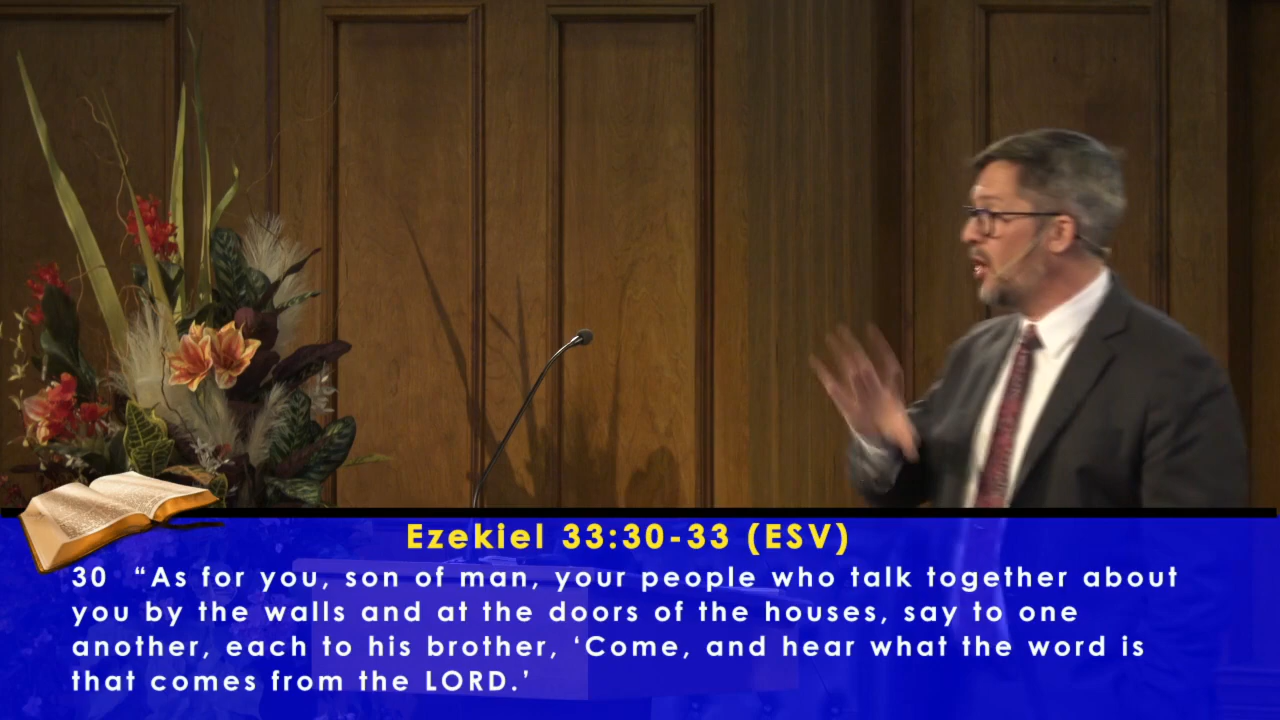 Ezekiel 33:30-33 (ESV)
30 “As for you, son of man, your people who talk together about
you by the walls and at the doors of the houses, say to one
another, each to his brother, ‘Come, and hear what the word is
that comes from the LORD.’